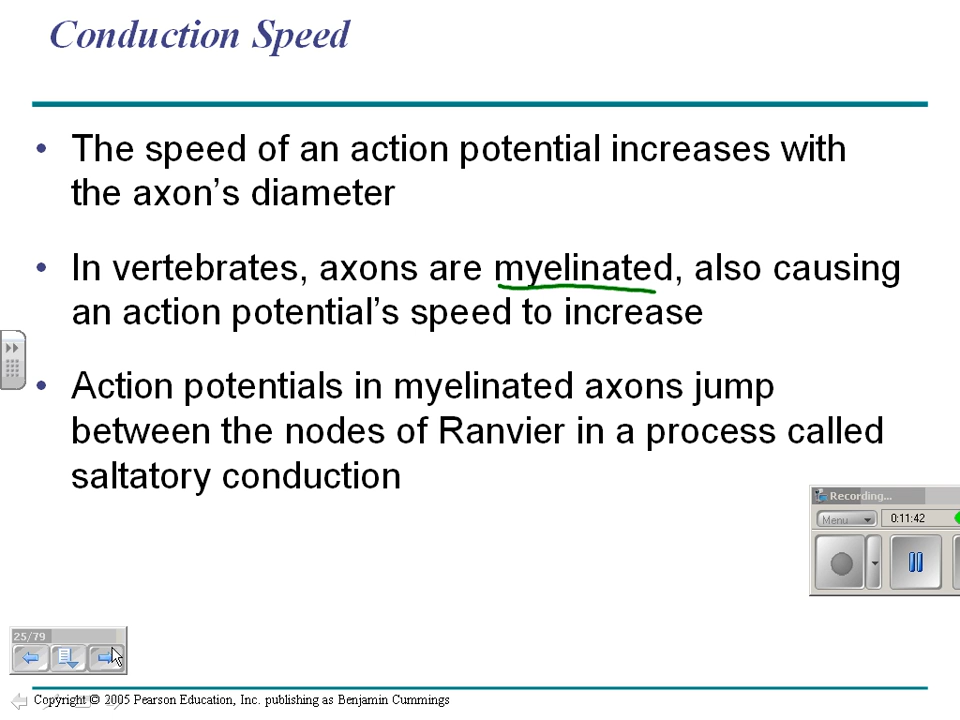 Conduction Speed
• The speed of an action potential increases with
the axon's diameter
• In vertebrates, axons are myelinated, also causing
an action potential's speed to increase
• Action potentials in myelinated axons jump
between the nodes of Ranvier in a process called
saltatory conduction
Recording...
Menu 0:11:42
25/79
Copyright © 2005 Pearson Education, Inc. publishing as Benjamin Cummings